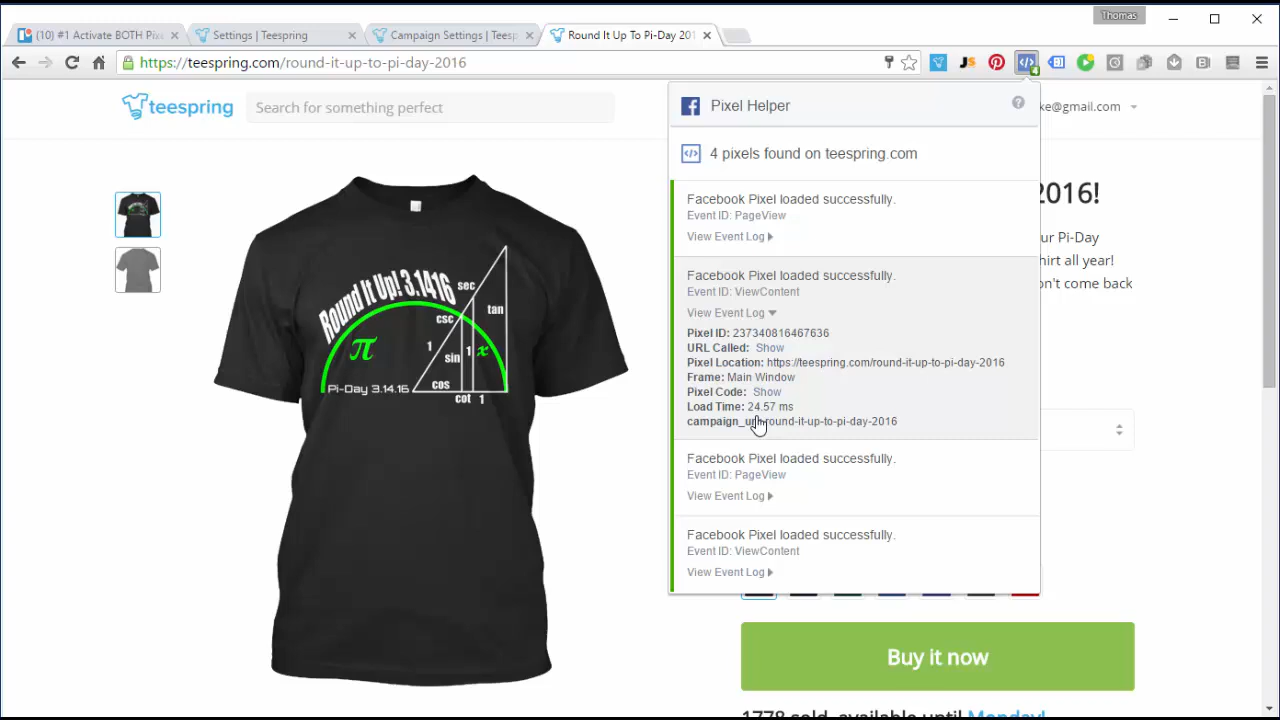 Thomas
(10) #1 Activate BOTH Pix
Settings | Teespring
Campaign Settings | Teesp
Round It Up To Pi-Day 201
https://teespring.com/round-it-up-to-pi-day-2016
JS
4
teespring
Search for something perfect
ke@gmail.com
Pixel Helper
4 pixels found on teespring.com
Facebook Pixel loaded successfully.
Event ID: PageView
View Event Log
Facebook Pixel loaded successfully.
Event ID: ViewContent
View Event Log
Pixel ID: 237340816467636
URL Called: Show
Pixel Location: https://teespring.com/round-it-up-to-pi-day-2016
Frame: Main Window
Pixel Code: Show
Load Time: 24.57 ms
round-it-up-to-pi-day-2016
Facebook Pixel loaded successfully.
Event ID: PageView
View Event Log
Facebook Pixel loaded successfully.
Event ID: ViewContent
View Event Log
2016!
ur Pi-Day
hirt all year!
on't come back
Round It Up! 3.1416
sec
tan
csc
1
sin
1
x
π
cos
Pi-Day 3.14.16
cot 1
Buy it now
1778 sold, available until Monday!